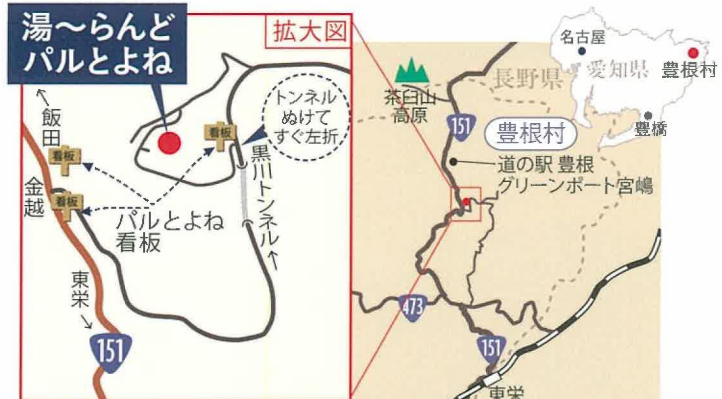 湯〜らんど
パルとよね
拡大図
トンネル
ぬけて
すぐ左折
看板
黒川トンネル→
←飯田
看板
看板
金越
パルとよね
看板
東栄→
151
名古屋
愛知県
豊根村
豊橋
長野県
茶臼山
高原
151
豊根村
道の駅 豊根
グリーンポート宮嶋
473
151
東栄